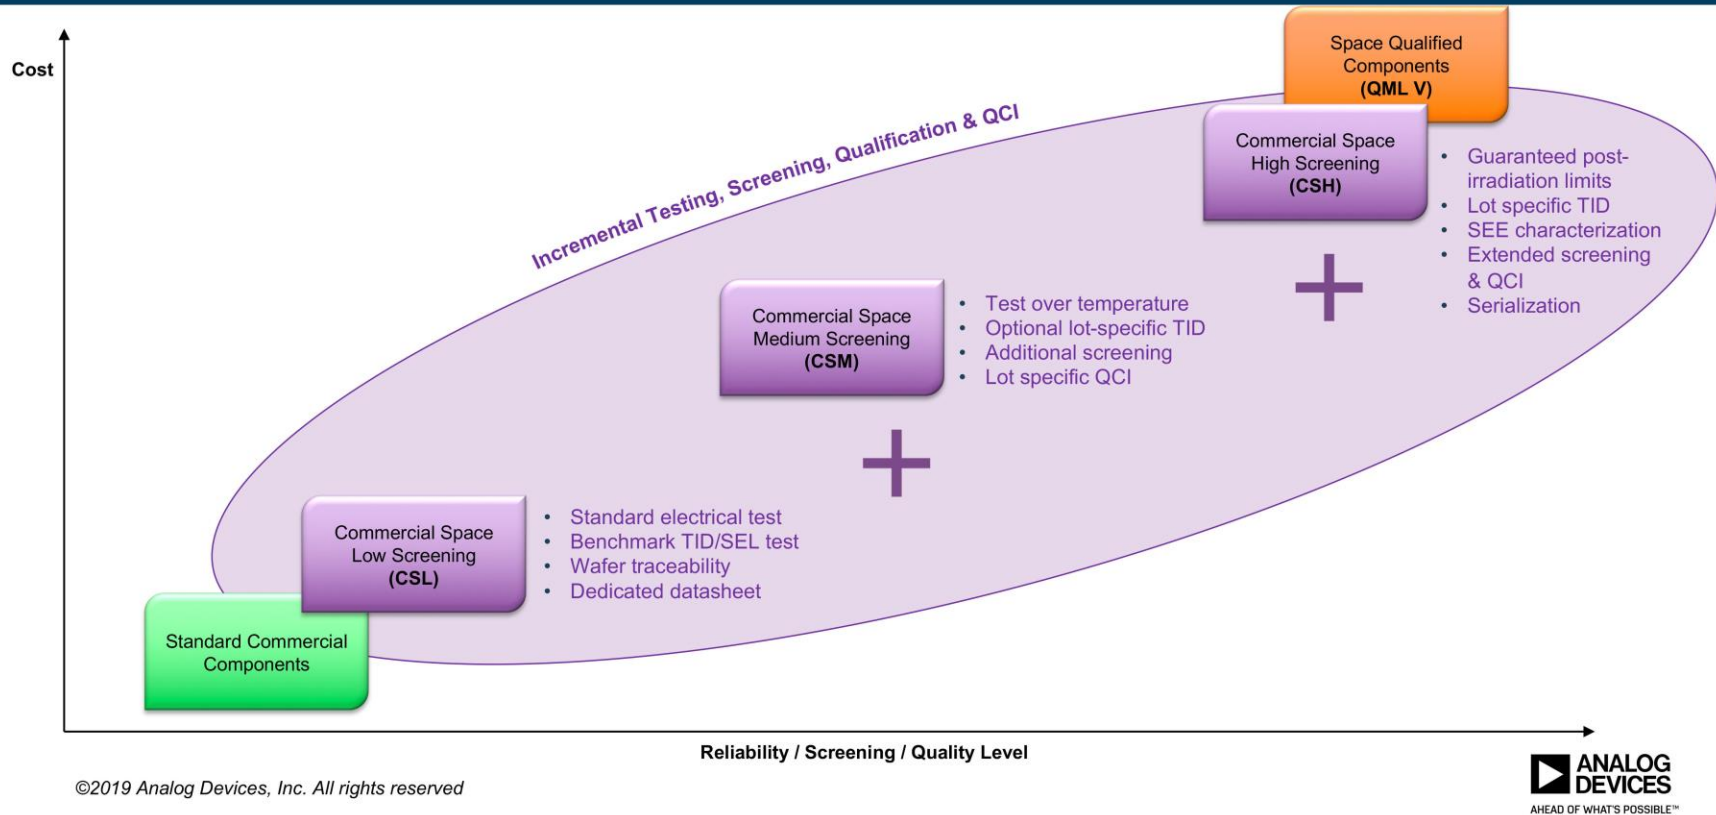 Cost
Space Qualified
Components
(QML V)
Incremental Testing, Screening, Qualification & QCI
Commercial Space
High Screening
(CSH)
• Guaranteed post-
irradiation limits
• Lot specific TID
• SEE characterization
• Extended screening
& QCI
• Serialization
Commercial Space
Medium Screening
(CSM)
• Test over temperature
• Optional lot-specific TID
• Additional screening
• Lot specific QCI
Commercial Space
Low Screening
(CSL)
• Standard electrical test
• Benchmark TID/SEL test
• Wafer traceability
• Dedicated datasheet
Standard Commercial
Components
Reliability / Screening / Quality Level
©2019 Analog Devices, Inc. All rights reserved
ANALOG
DEVICES
AHEAD OF WHAT'S POSSIBLE™